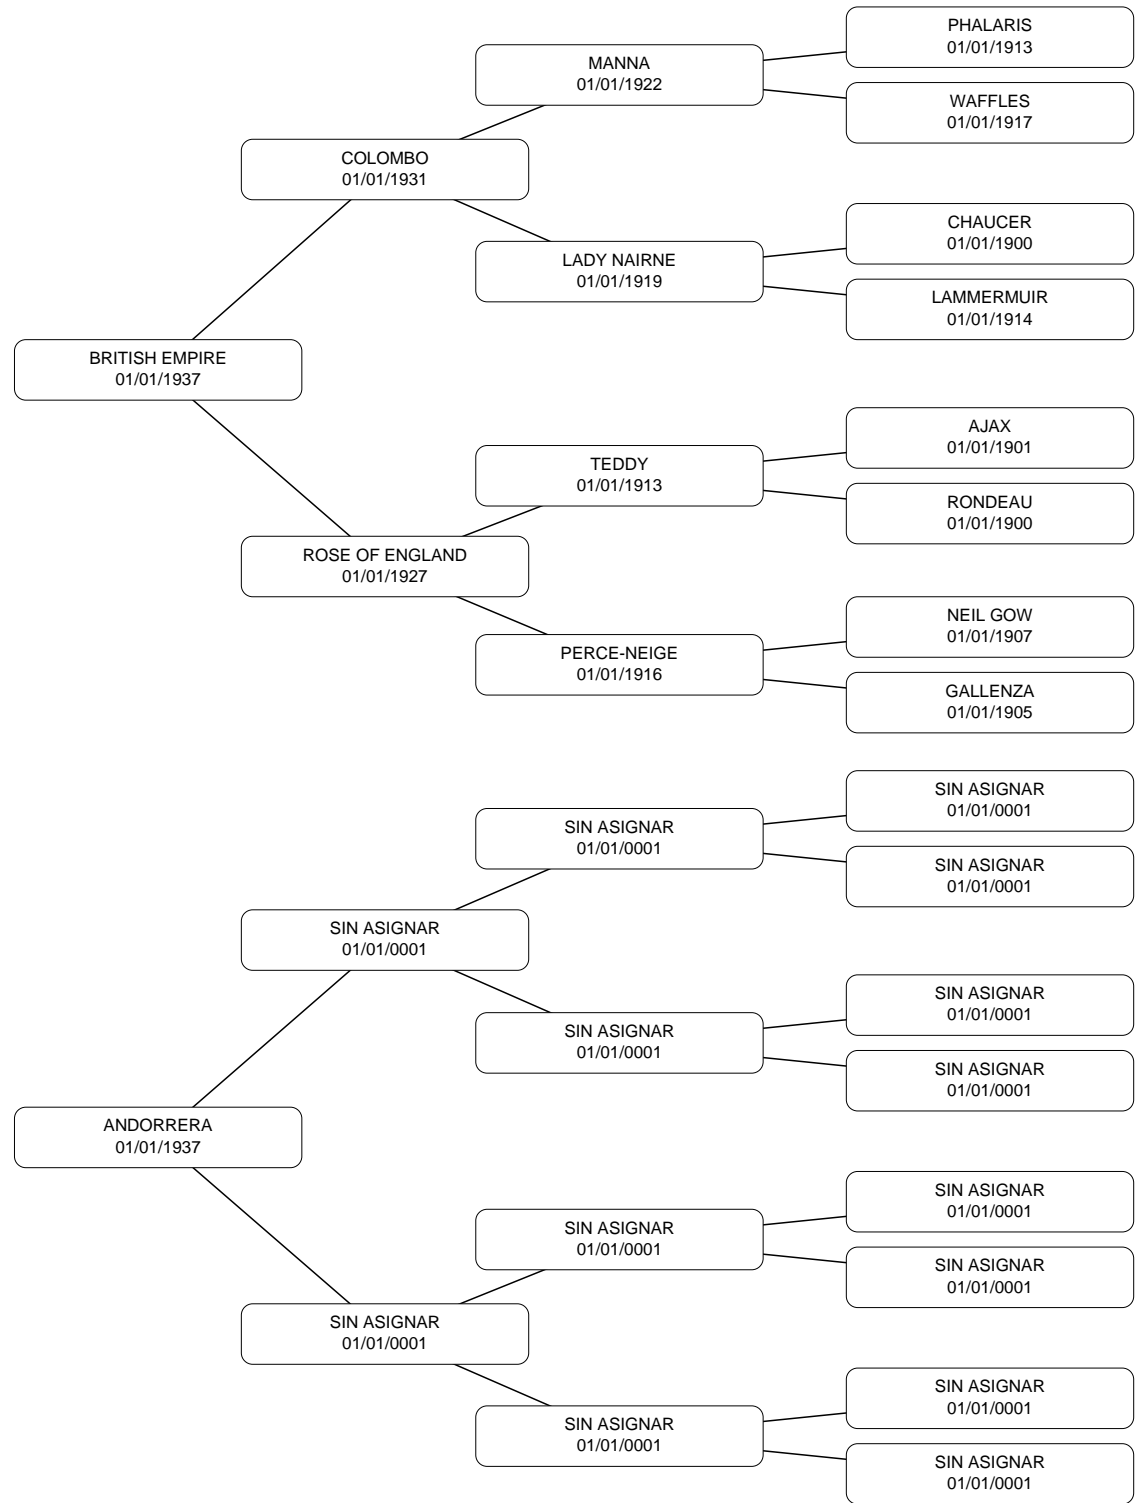 PHALARIS
01/01/1913
MANNA
01/01/1922
WAFFLES
01/01/1917
COLOMBO
01/01/1931
CHAUCER
01/01/1900
LADY NAIRNE
01/01/1919
LAMMERMUIR
01/01/1914
BRITISH EMPIRE
01/01/1937
AJAX
01/01/1901
TEDDY
01/01/1913
RONDEAU
01/01/1900
ROSE OF ENGLAND
01/01/1927
NEIL GOW
01/01/1907
PERCE-NEIGE
01/01/1916
GALLENZA
01/01/1905
SIN ASIGNAR
01/01/0001
SIN ASIGNAR
01/01/0001
SIN ASIGNAR
01/01/0001
SIN ASIGNAR
01/01/0001
SIN ASIGNAR
01/01/0001
SIN ASIGNAR
01/01/0001
SIN ASIGNAR
01/01/0001
ANDORRERA
01/01/1937
SIN ASIGNAR
01/01/0001
SIN ASIGNAR
01/01/0001
SIN ASIGNAR
01/01/0001
SIN ASIGNAR
01/01/0001
SIN ASIGNAR
01/01/0001
SIN ASIGNAR
01/01/0001
SIN ASIGNAR
01/01/0001